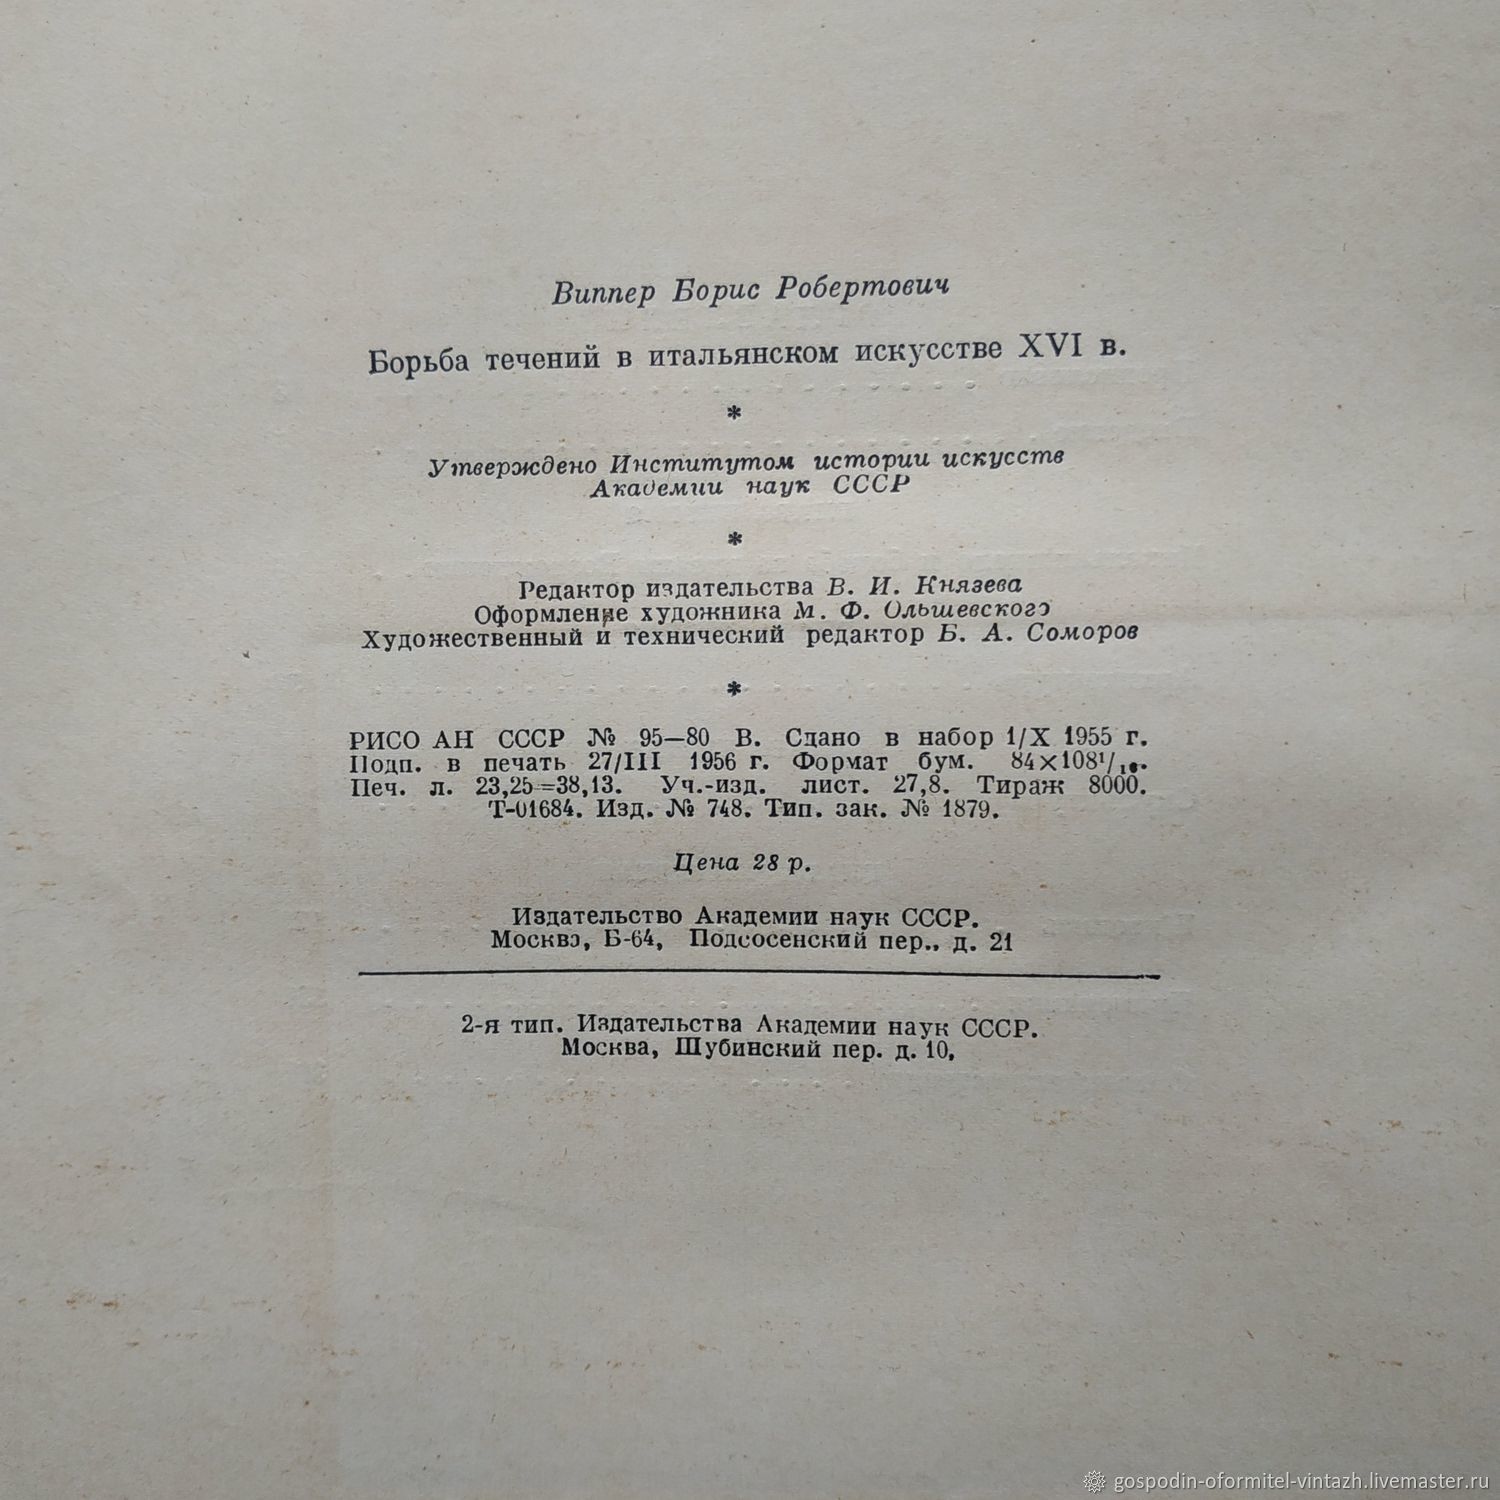 Виппер Борис Робертович
Борьба течений в итальянском искусстве XVI в.
*
Утверждено Институтом истории искусств
Академии наук СССР
*
Редактор издательства В. И. Князева
Оформление художника М. Ф. Ольшевского
Художественный и технический редактор Б. А. Соморов
*
РИСО АН СССР № 95—80 В. Сдано в набор 1/X 1955 г.
Подп. в печать 27/III 1956 г. Формат бум. 84×108¹/₁₆.
Печ. л. 23,25=38,13. Уч.-изд. лист. 27,8. Тираж 8000.
Т-01684. Изд. № 748. Тип. зак. № 1879.
Цена 28 р.
Издательство Академии наук СССР.
Москва, Б-64, Подсосенский пер., д. 21
2-я тип. Издательства Академии наук СССР.
Москва, Шубинский пер. д. 10.
gospodin-oformitel-vintazh.livemaster.ru